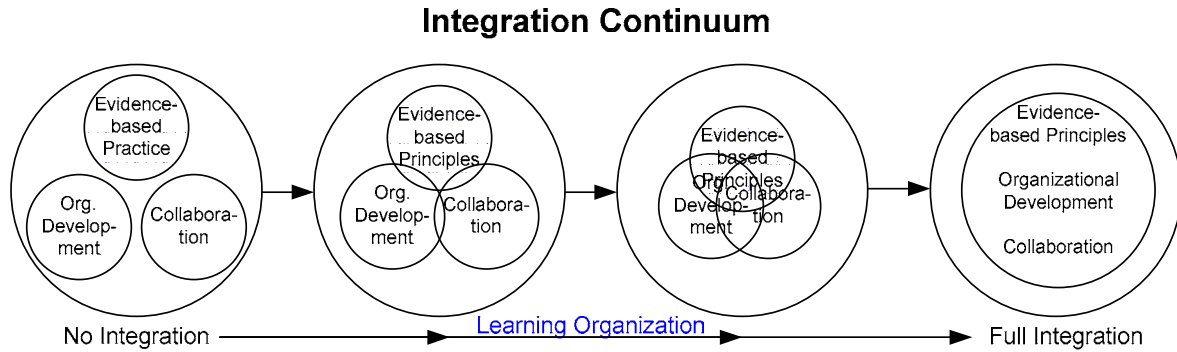 Integration Continuum
Evidence-
based
Practice
Org.
Develop-
ment
Collabora-
tion
Evidence-
based
Principles
Org.
Develop-
ment
Collabora-
tion
Evidence-
based
Principles
Org.
Develop-
ment
Collabora-
tion
Evidence-
based Principles
Organizational
Development
Collaboration
No Integration
Learning Organization
Full Integration